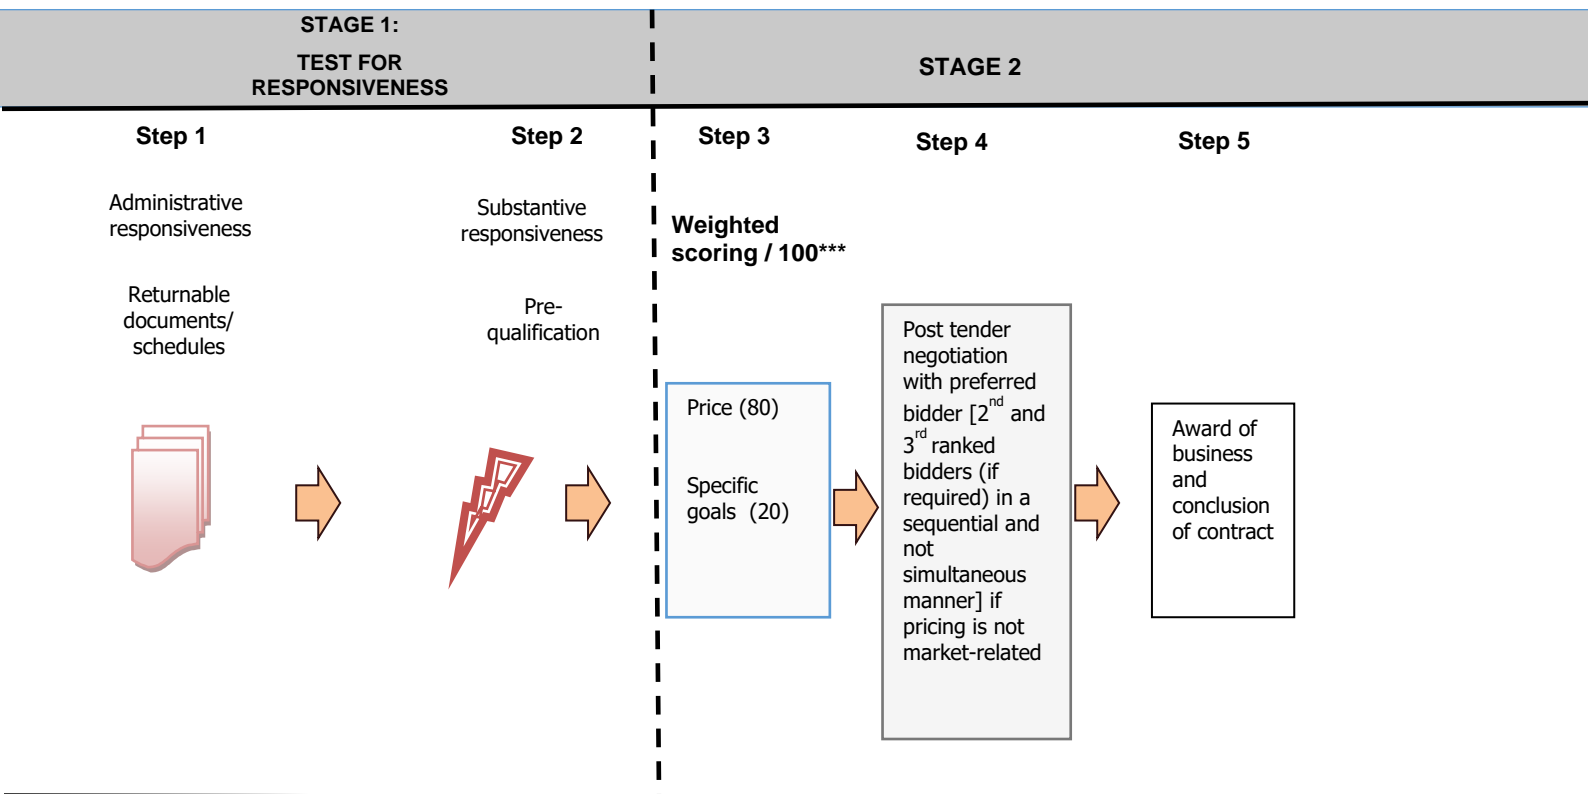 STAGE 1:
TEST FOR
RESPONSIVENESS
STAGE 2
Step 1
Step 2
Step 3
Step 4
Step 5
Administrative
responsiveness
Returnable
documents/
schedules
Substantive
responsiveness
Pre-
qualification
Weighted
scoring / 100***
Price (80)
Specific
goals (20)
Post tender
negotiation
with preferred
bidder [2nd and
3rd ranked
bidders (if
required) in a
sequential and
not
simultaneous
manner] if
pricing is not
market-related
Award of
business
and
conclusion
of contract